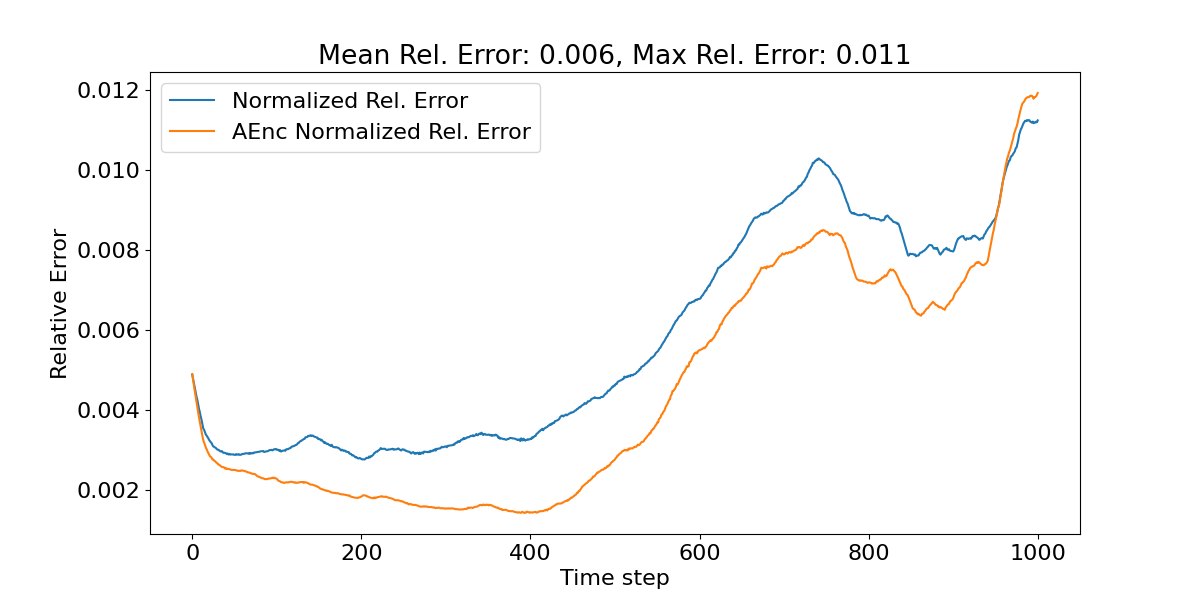 Mean Rel. Error: 0.006, Max Rel. Error: 0.011
Normalized Rel. Error
AEnc Normalized Rel. Error
Relative Error
0.012
0.010
0.008
0.006
0.004
0.002
0 200 400 600 800 1000
Time step